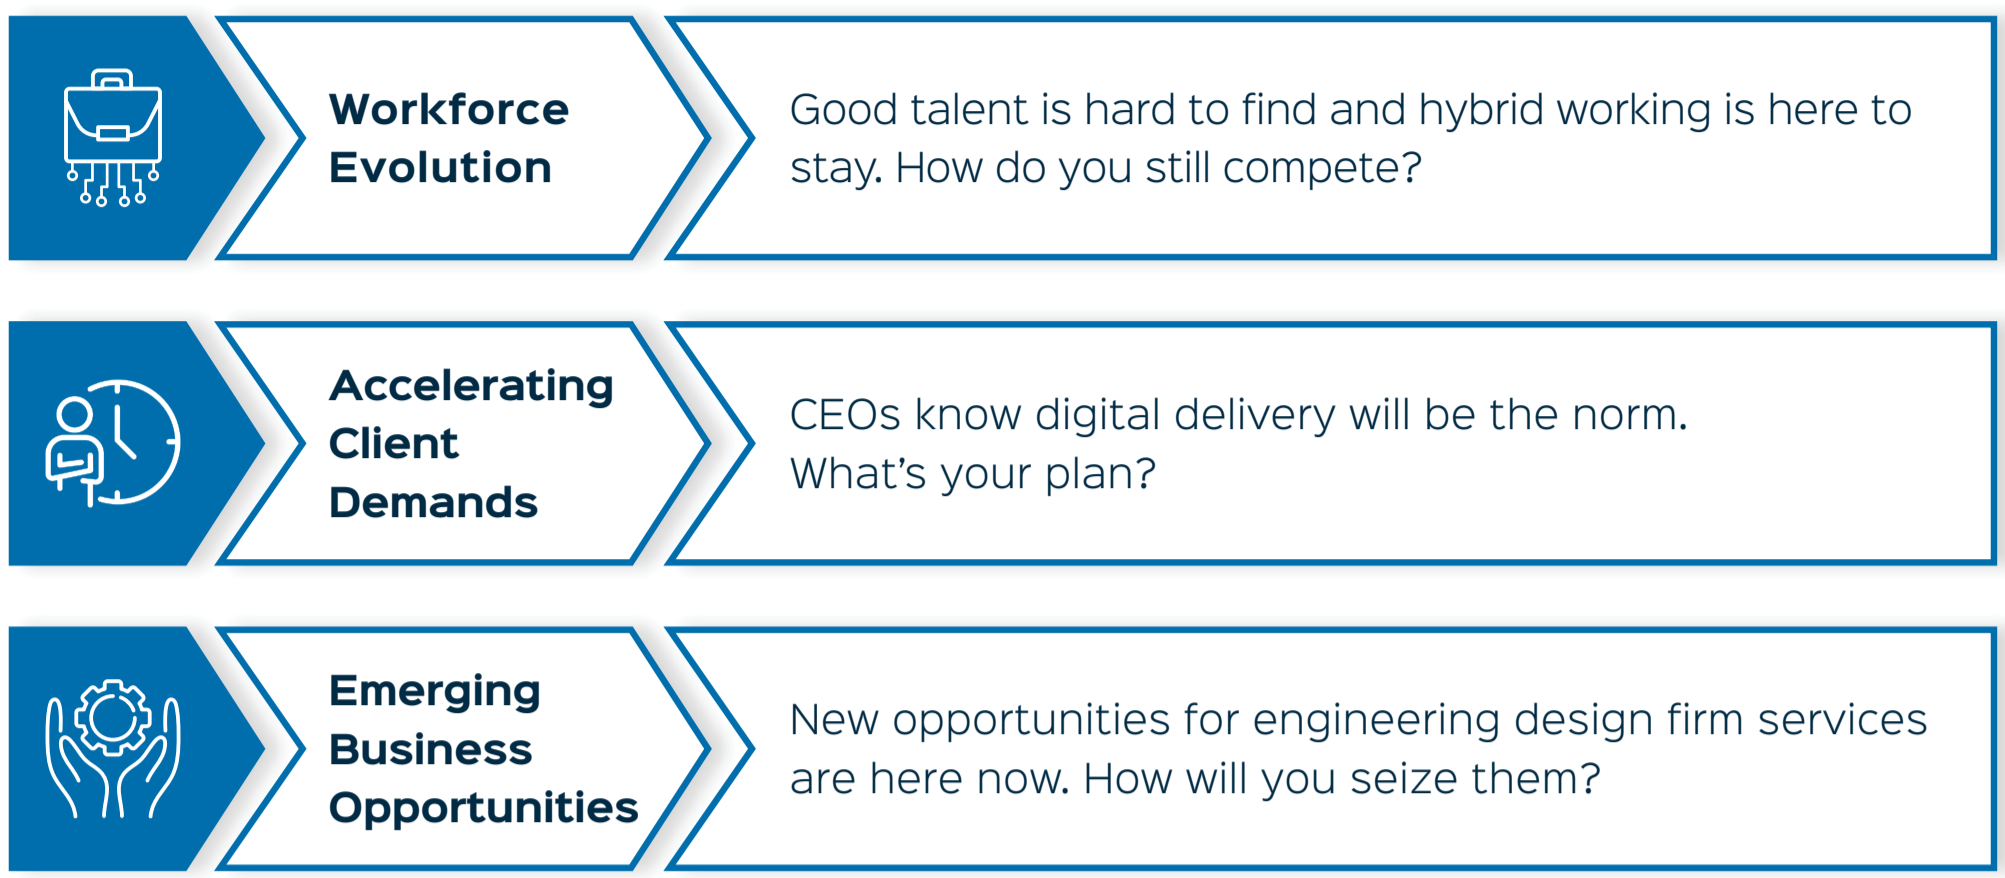 Workforce
Evolution
Good talent is hard to find and hybrid working is here to
stay. How do you still compete?
Accelerating
Client
Demands
CEOs know digital delivery will be the norm.
What's your plan?
Emerging
Business
Opportunities
New opportunities for engineering design firm services
are here now. How will you seize them?